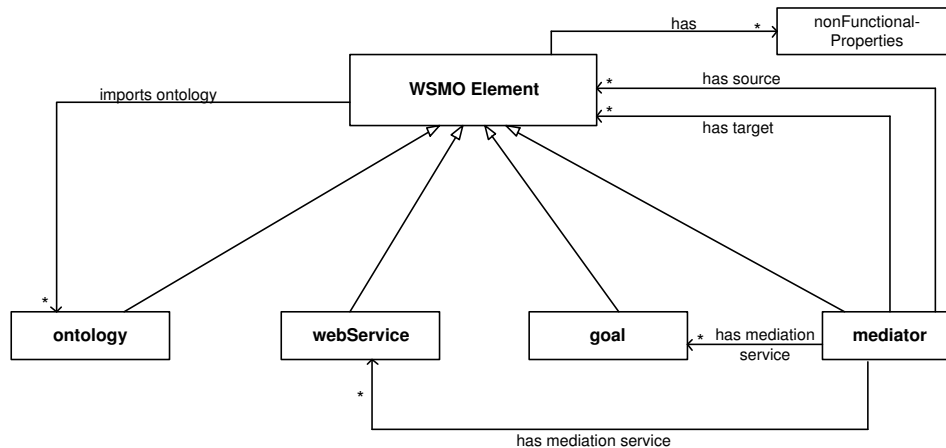 has
*
nonFunctional-
Properties
WSMO Element
*
has source
imports ontology
*
has target
*
ontology
webService
goal
*
has mediation
service
mediator
*
has mediation service